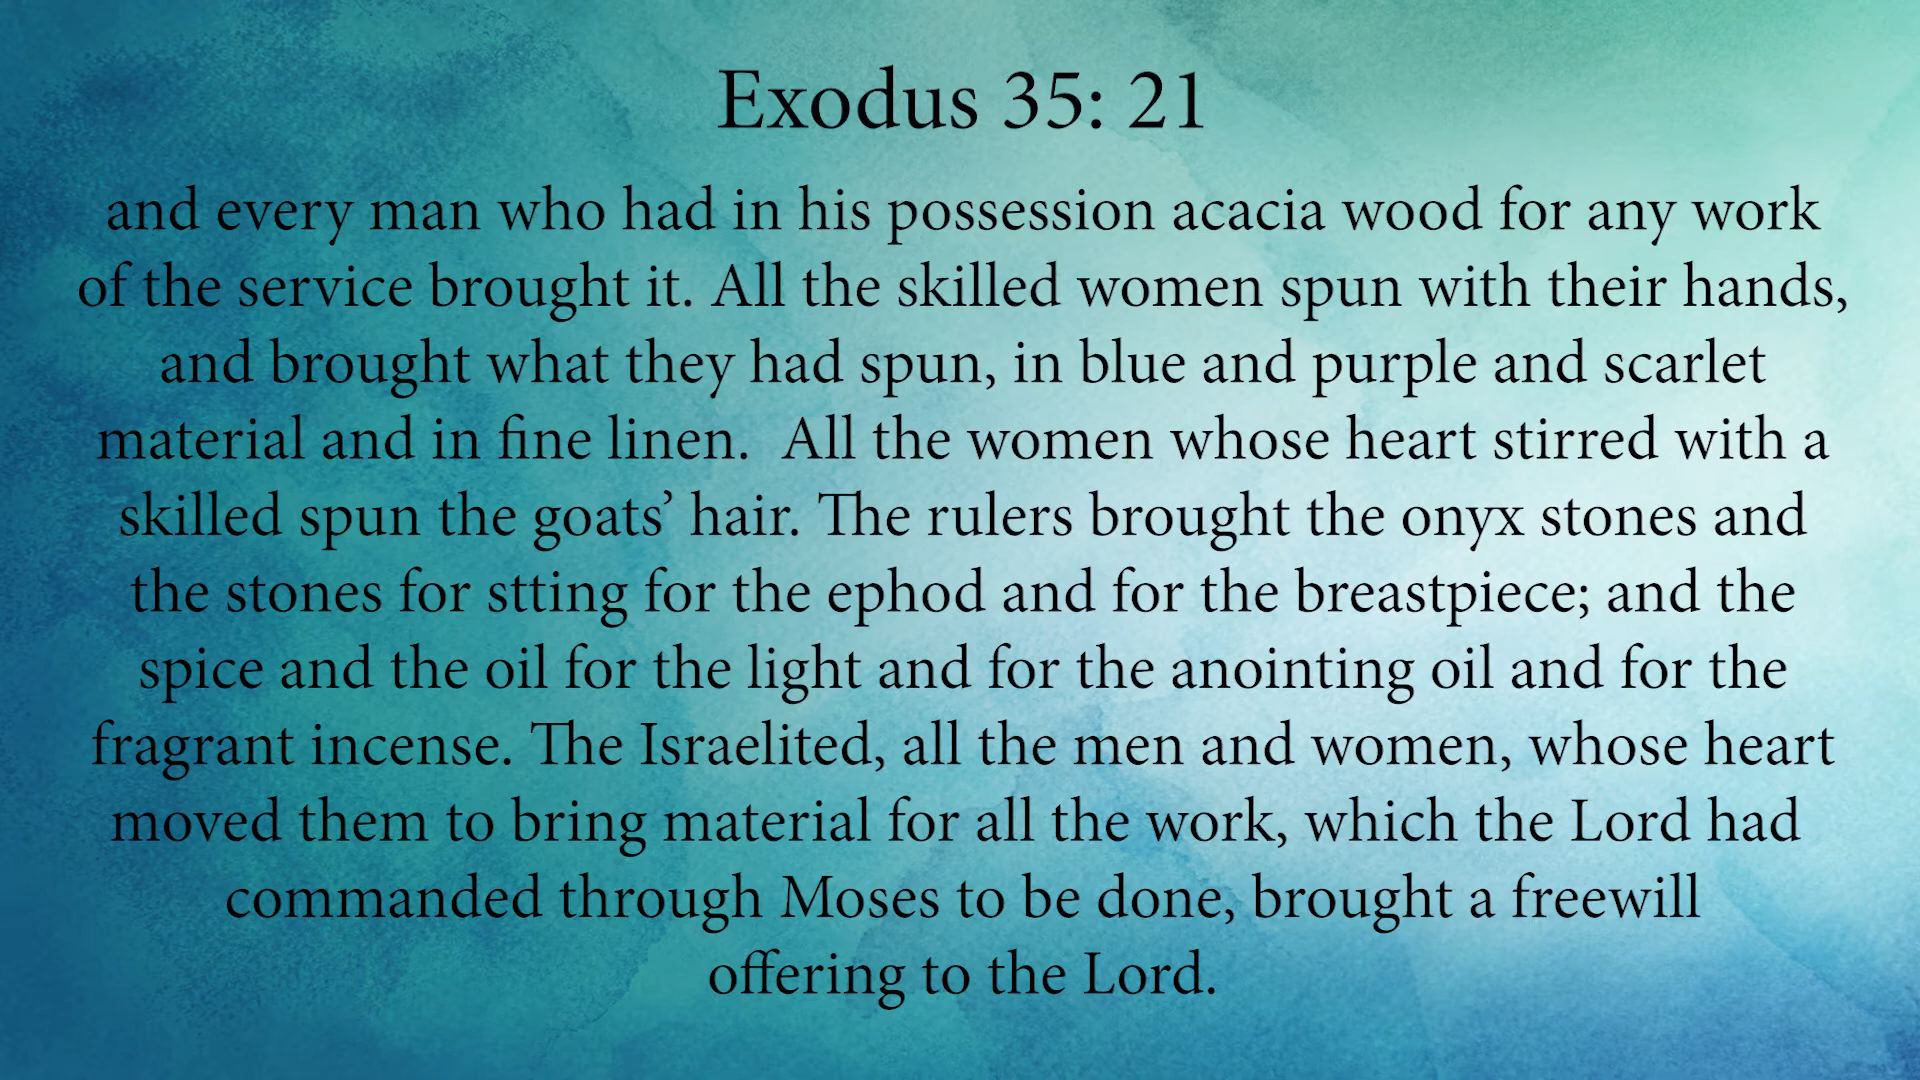 Exodus 35: 21
and every man who had in his possession acacia wood for any work
of the service brought it. All the skilled women spun with their hands,
and brought what they had spun, in blue and purple and scarlet
material and in fine linen.  All the women whose heart stirred with a
skilled spun the goats’ hair. The rulers brought the onyx stones and
the stones for stting for the ephod and for the breastpiece; and the
spice and the oil for the light and for the anointing oil and for the
fragrant incense. The Israelited, all the men and women, whose heart
moved them to bring material for all the work, which the Lord had
commanded through Moses to be done, brought a freewill
offering to the Lord.